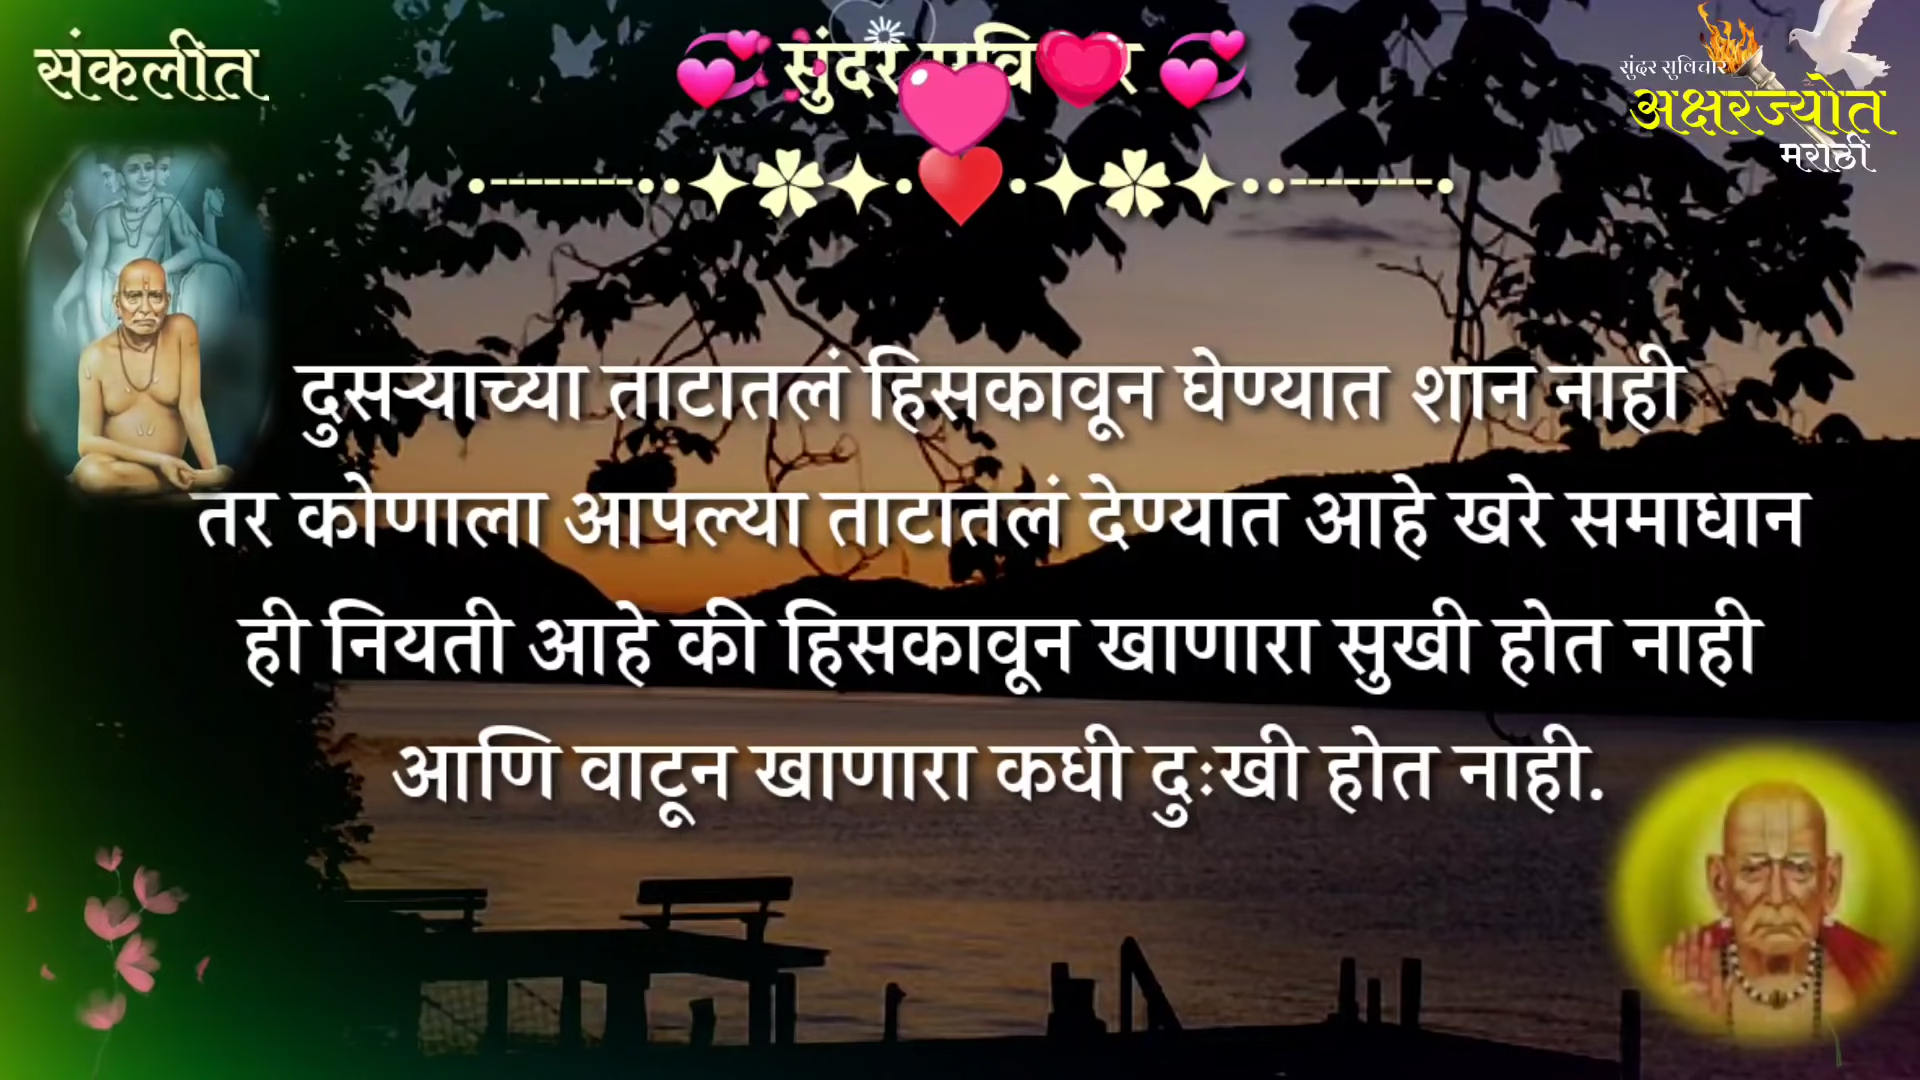 संकलीत
सुंदर
सुंदर सुविचार
अक्षरज्योत
मराठी
दुसऱ्याच्या ताटातलं हिसकावून घेण्यात शान नाही
तर कोणाला आपल्या ताटातलं देण्यात आहे खरे समाधान
ही नियती आहे की हिसकावून खाणारा सुखी होत नाही
आणि वाटून खाणारा कधी दुःखी होत नाही.